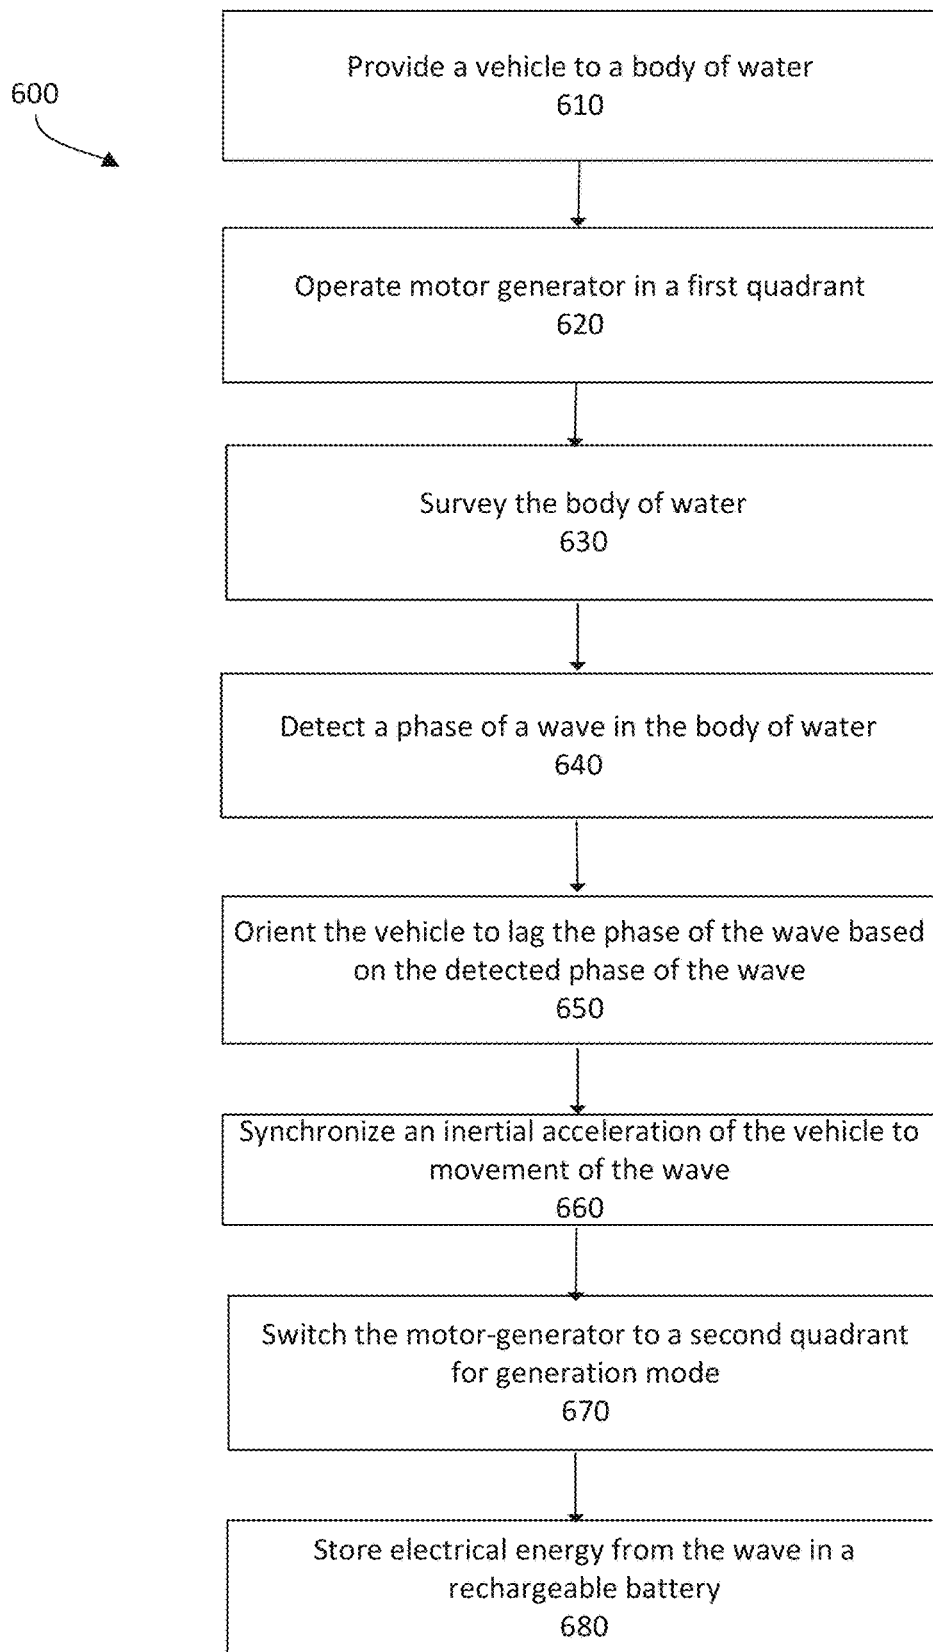 600
Provide a vehicle to a body of water
610
Operate motor generator in a first quadrant
620
Survey the body of water
630
Detect a phase of a wave in the body of water
640
Orient the vehicle to lag the phase of the wave based
on the detected phase of the wave
650
Synchronize an inertial acceleration of the vehicle to
movement of the wave
660
Switch the motor-generator to a second quadrant
for generation mode
670
Store electrical energy from the wave in a
rechargeable battery
680